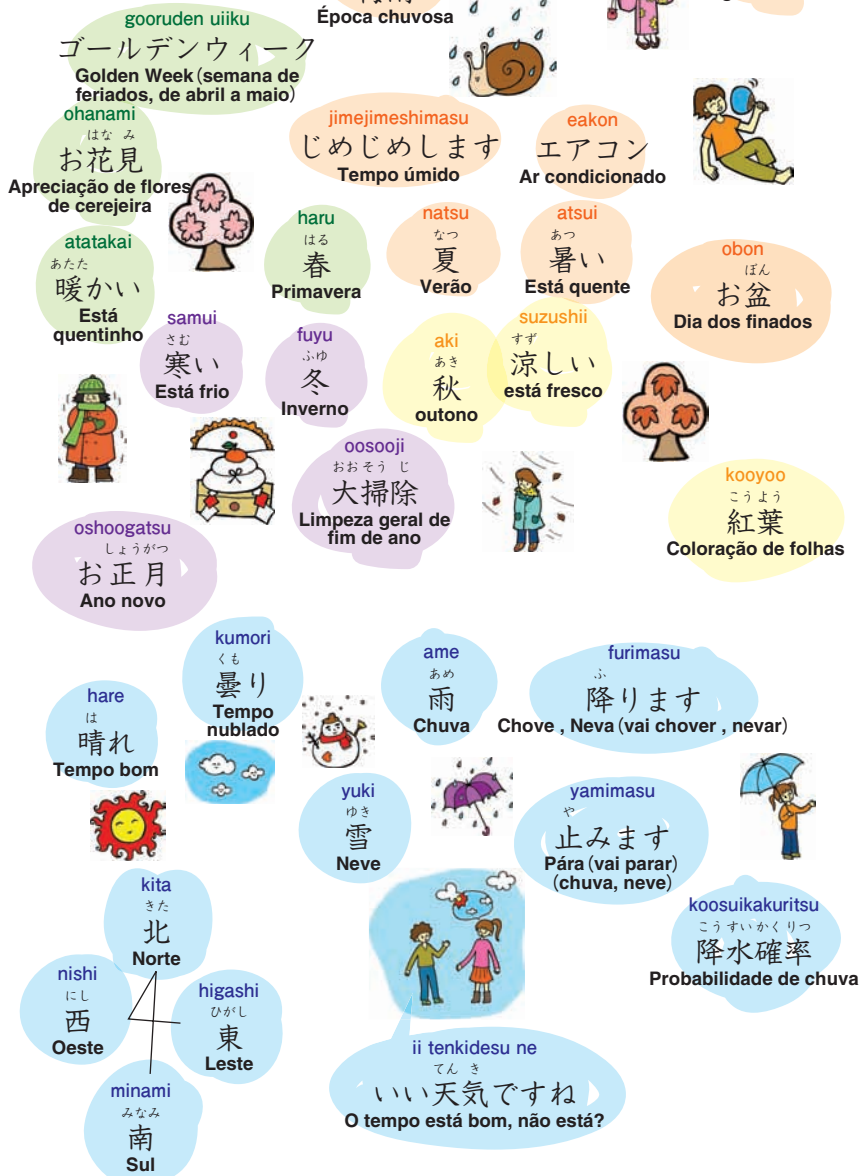 Época chuvosa
gooruden uiiku
ゴールデンウィーク
Golden Week(semana de
feriados, de abril a maio)
ohanami
はな み
お花見
Apreciação de flores
de cerejeira
jimejimeshimasu
じめじめします
Tempo úmido
eakon
エアコン
Ar condicionado
atatakai
あたた
暖かい
Está
quentinho
haru
はる
春
Primavera
natsu
なつ
夏
Verão
atsui
あつ
暑い
Está quente
obon
ぼん
お盆
Dia dos finados
samui
さむ
寒い
Está frio
fuyu
ふゆ
冬
Inverno
aki
あき
秋
outono
suzushii
すず
涼しい
está fresco
oosooji
おおそう じ
大掃除
Limpeza geral de
fim de ano
kooyoo
こうよう
紅葉
Coloração de folhas
oshoogatsu
しょうがつ
お正月
Ano novo
kumori
くも
曇り
Tempo
nublado
hare
は
晴れ
Tempo bom
ame
あめ
雨
Chuva
furimasu
ふ
降ります
Chove , Neva(vai chover , nevar)
yuki
ゆき
雪
Neve
yamimasu
や
止みます
Pára(vai parar)
(chuva, neve)
koosuikakuritsu
こうすいかくりつ
降水確率
Probabilidade de chuva
kita
きた
北
Norte
nishi
にし
西
Oeste
higashi
ひがし
東
Leste
minami
みなみ
南
Sul
ii tenkidesu ne
てん き
いい天気ですね
O tempo está bom, não está?